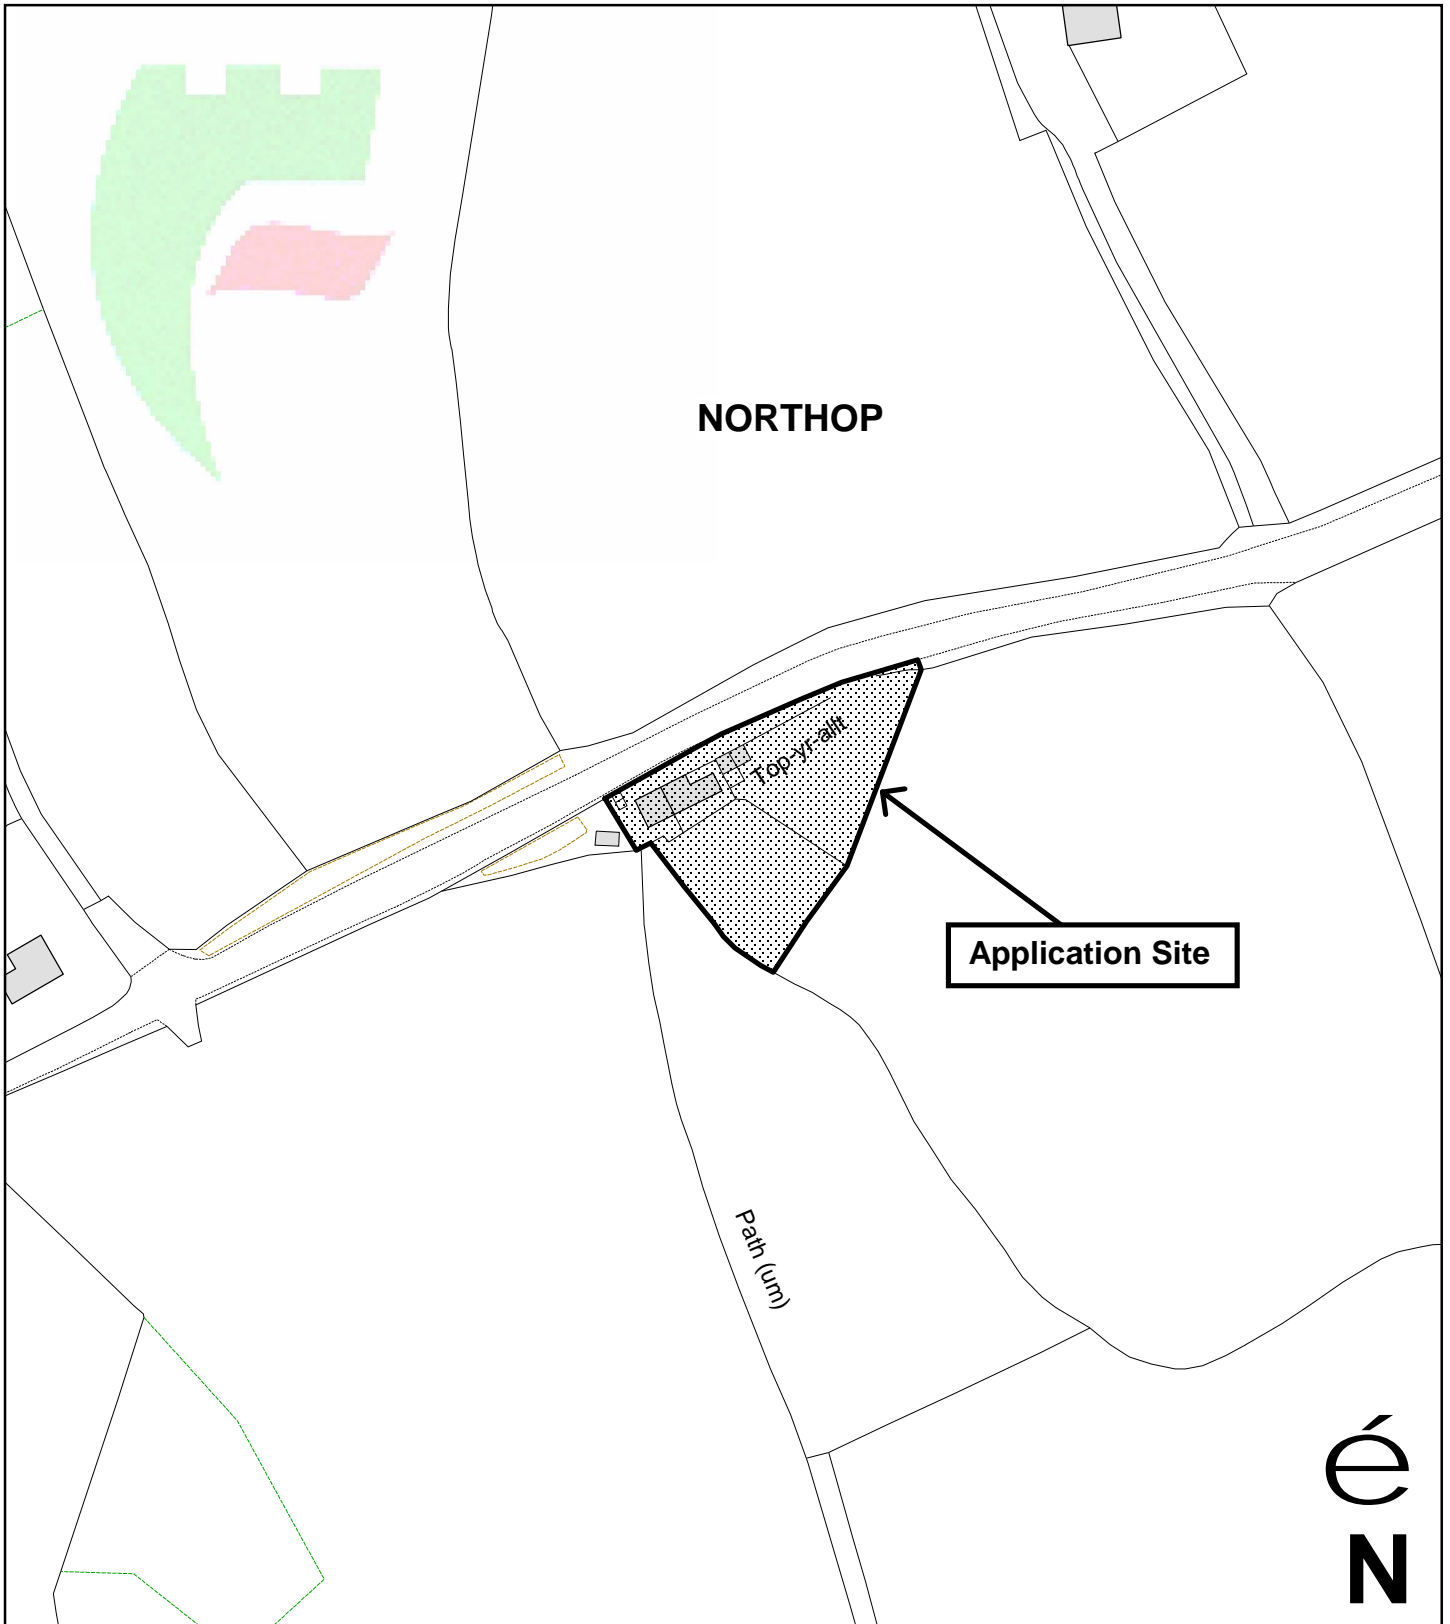 NORTHOP
Top-yr-allt
Application Site
Path (um)
é
N